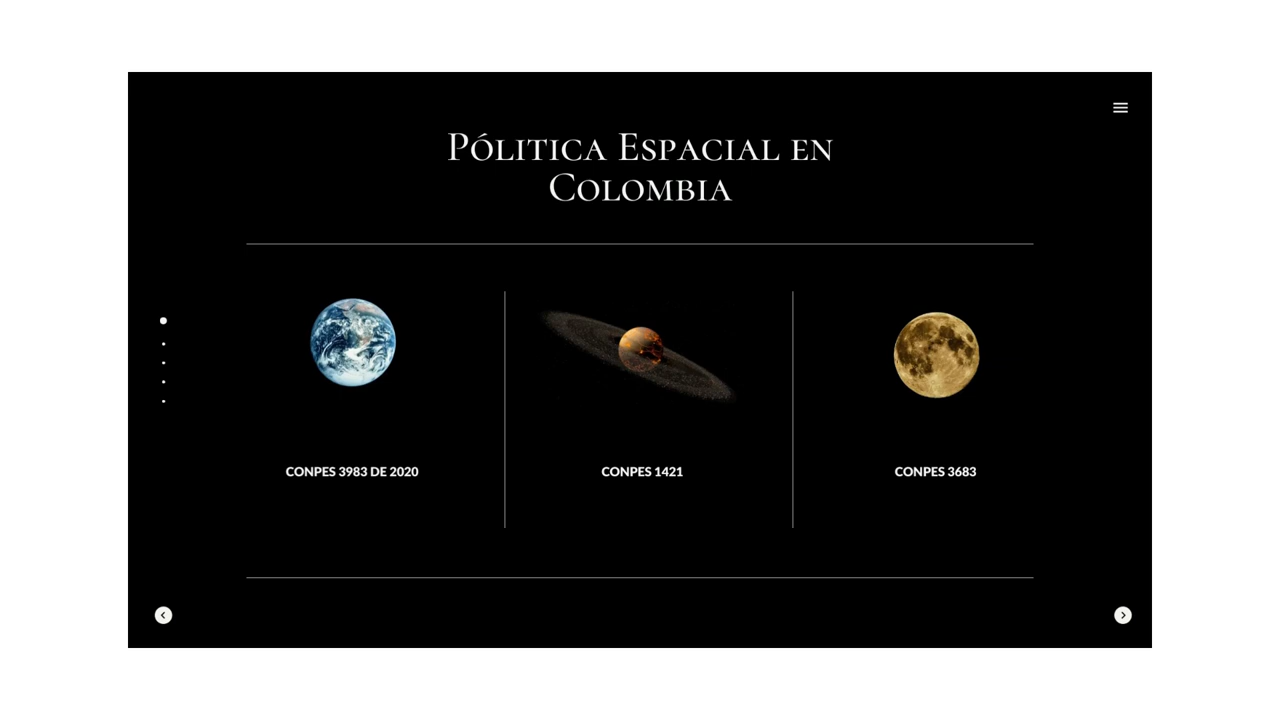 Pólitica Espacial en
Colombia
CONPES 3983 DE 2020
CONPES 1421
CONPES 3683